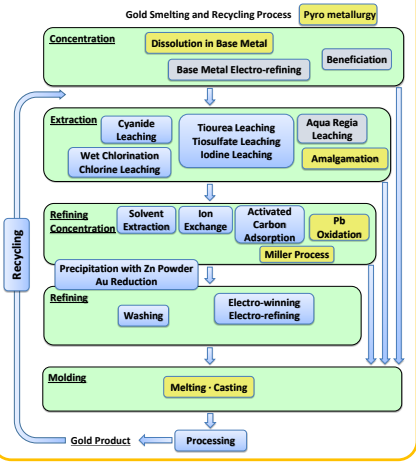 Gold Smelting and Recycling Process
Pyro metallurgy
Concentration
Dissolution in Base Metal
Beneficiation
Base Metal Electro-refining
Extraction
Cyanide
Leaching
Tiourea Leaching
Tiosulfate Leaching
Iodine Leaching
Aqua Regia
Leaching
Wet Chlorination
Chlorine Leaching
Amalgamation
Recycling
Refining
Concentration
Solvent
Extraction
Ion
Exchange
Activated
Carbon
Adsorption
Pb
Oxidation
Miller Process
Precipitation with Zn Powder
Au Reduction
Refining
Washing
Electro-winning
Electro-refining
Molding
Melting · Casting
Gold Product
Processing